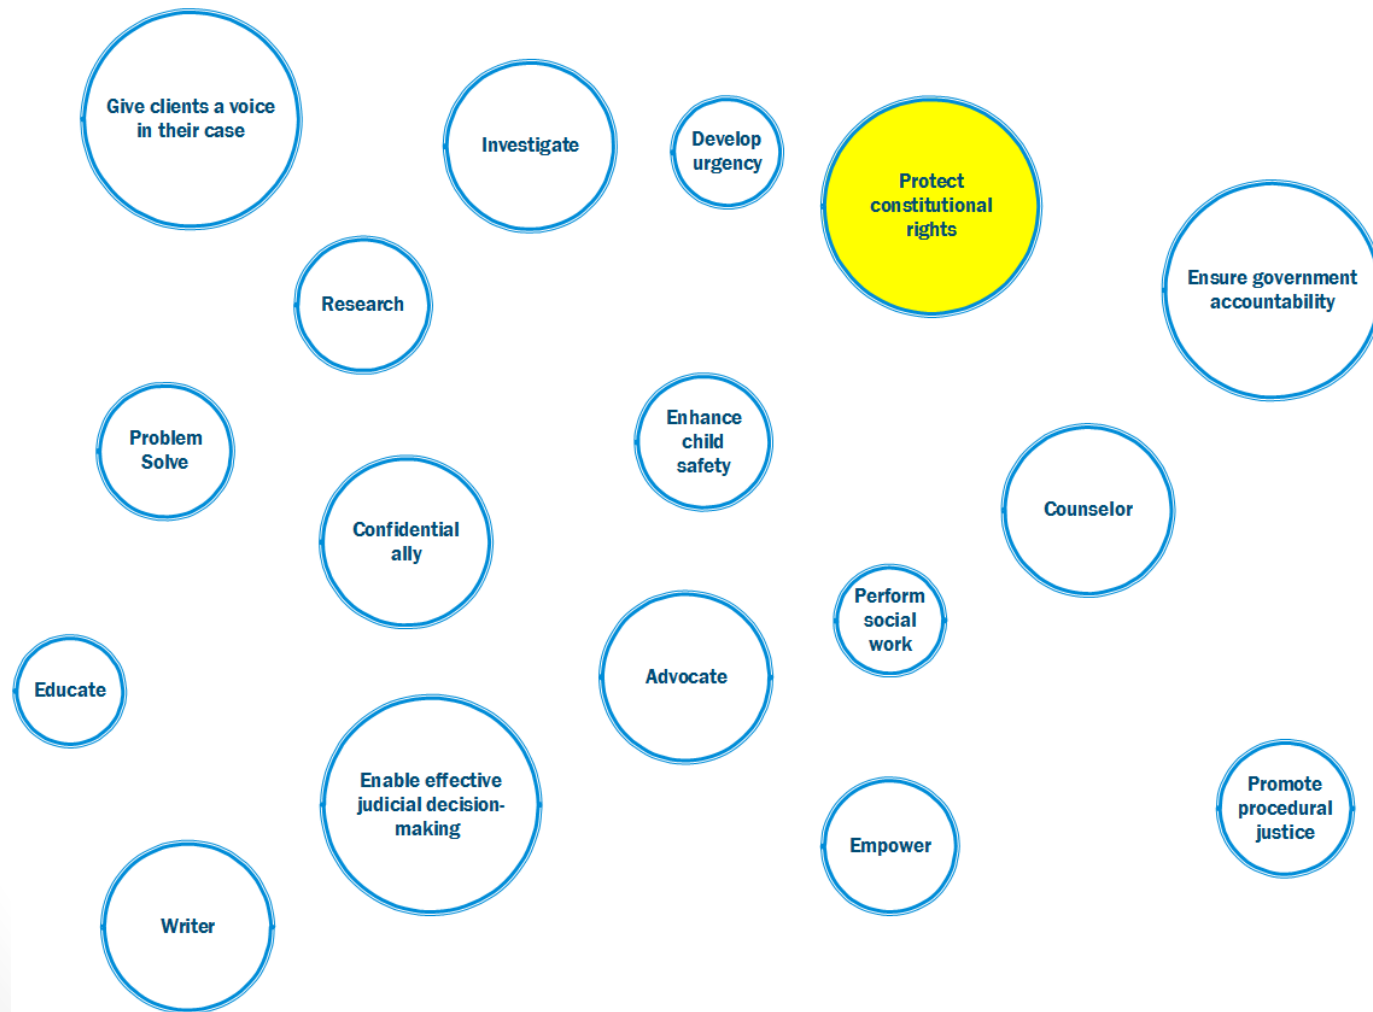 Give clients a voice
in their case
Investigate
Develop
urgency
Protect
constitutional
rights
Ensure government
accountability
Research
Problem
Solve
Enhance
child
safety
Confidential
ally
Counselor
Perform
social
work
Educate
Advocate
Enable effective
judicial decision-
making
Empower
Promote
procedural
justice
Writer